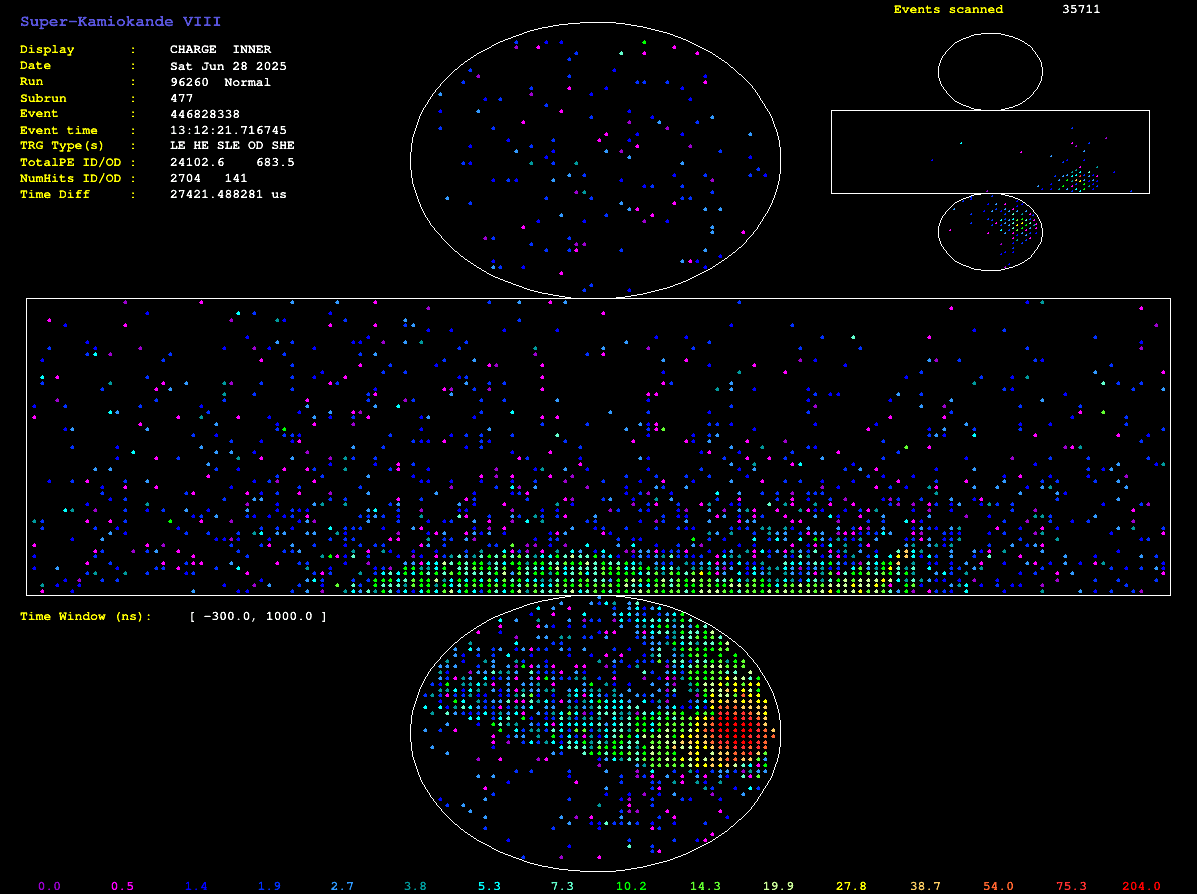 Super-Kamiokande VIII
Events scanned 35711
Display : CHARGE INNER
Date : Sat Jun 28 2025
Run : 96260 Normal
Subrun : 477
Event : 446828338
Event time : 13:12:21.716745
TRG Type(s) : LE HE SLE OD SHE
TotalPE ID/OD : 24102.6 683.5
NumHits ID/OD : 2704 141
Time Diff : 27421.488281 us
Time Window (ns): [ -300.0, 1000.0 ]
0.0 0.5 1.4 1.9 2.7 3.8 5.3 7.3 10.2 14.3 19.9 27.8 38.7 54.0 75.3 204.0